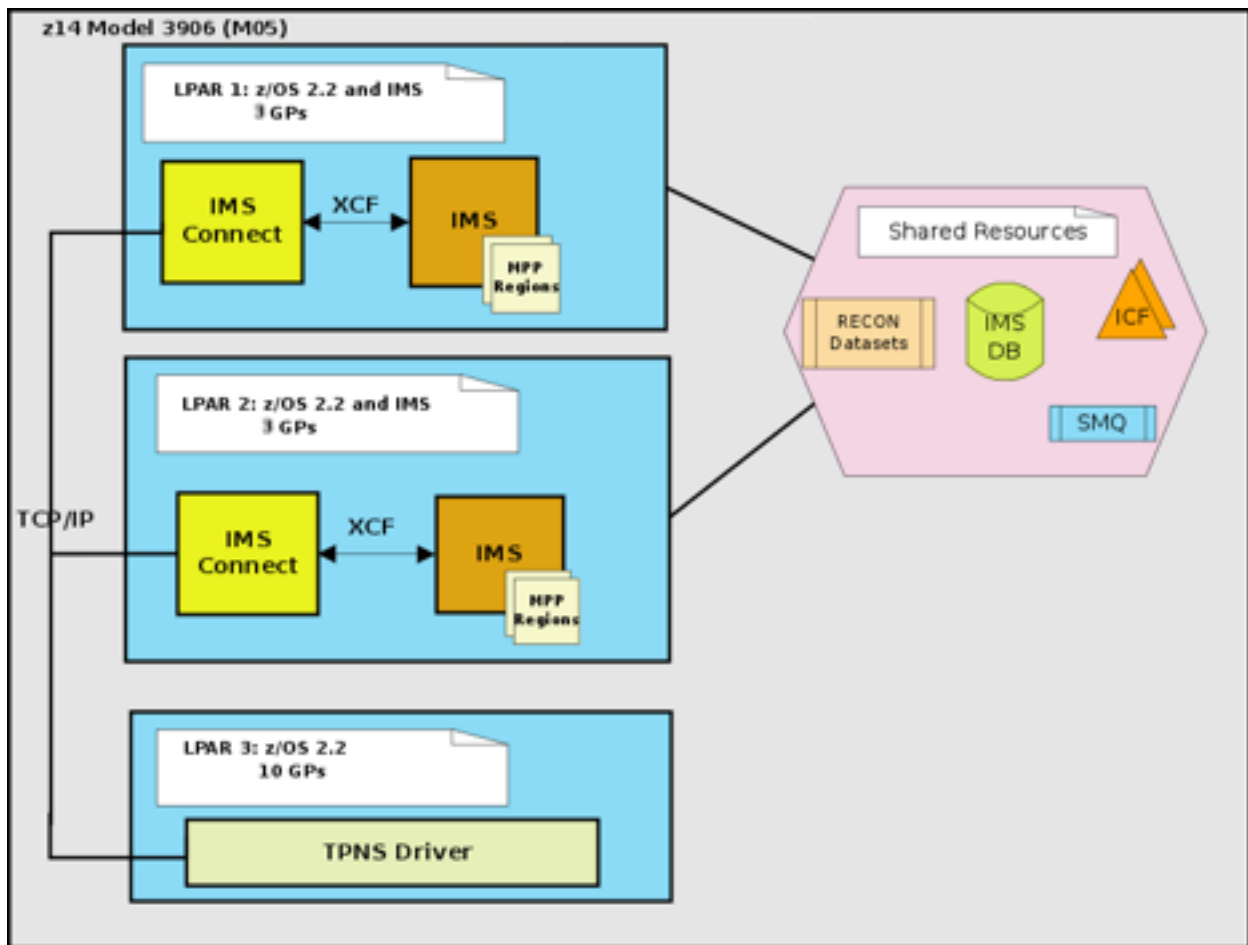 z14 Model 3906 (M05)
LPAR 1: z/OS 2.2 and IMS
3 GPs
IMS
Connect
XCF
IMS
MPP
Regions
LPAR 2: z/OS 2.2 and IMS
3 GPs
TCP/IP
IMS
Connect
XCF
IMS
MPP
Regions
LPAR 3: z/OS 2.2
10 GPs
TPNS Driver
Shared Resources
RECON
Datasets
IMS
DB
ICF
SMQ